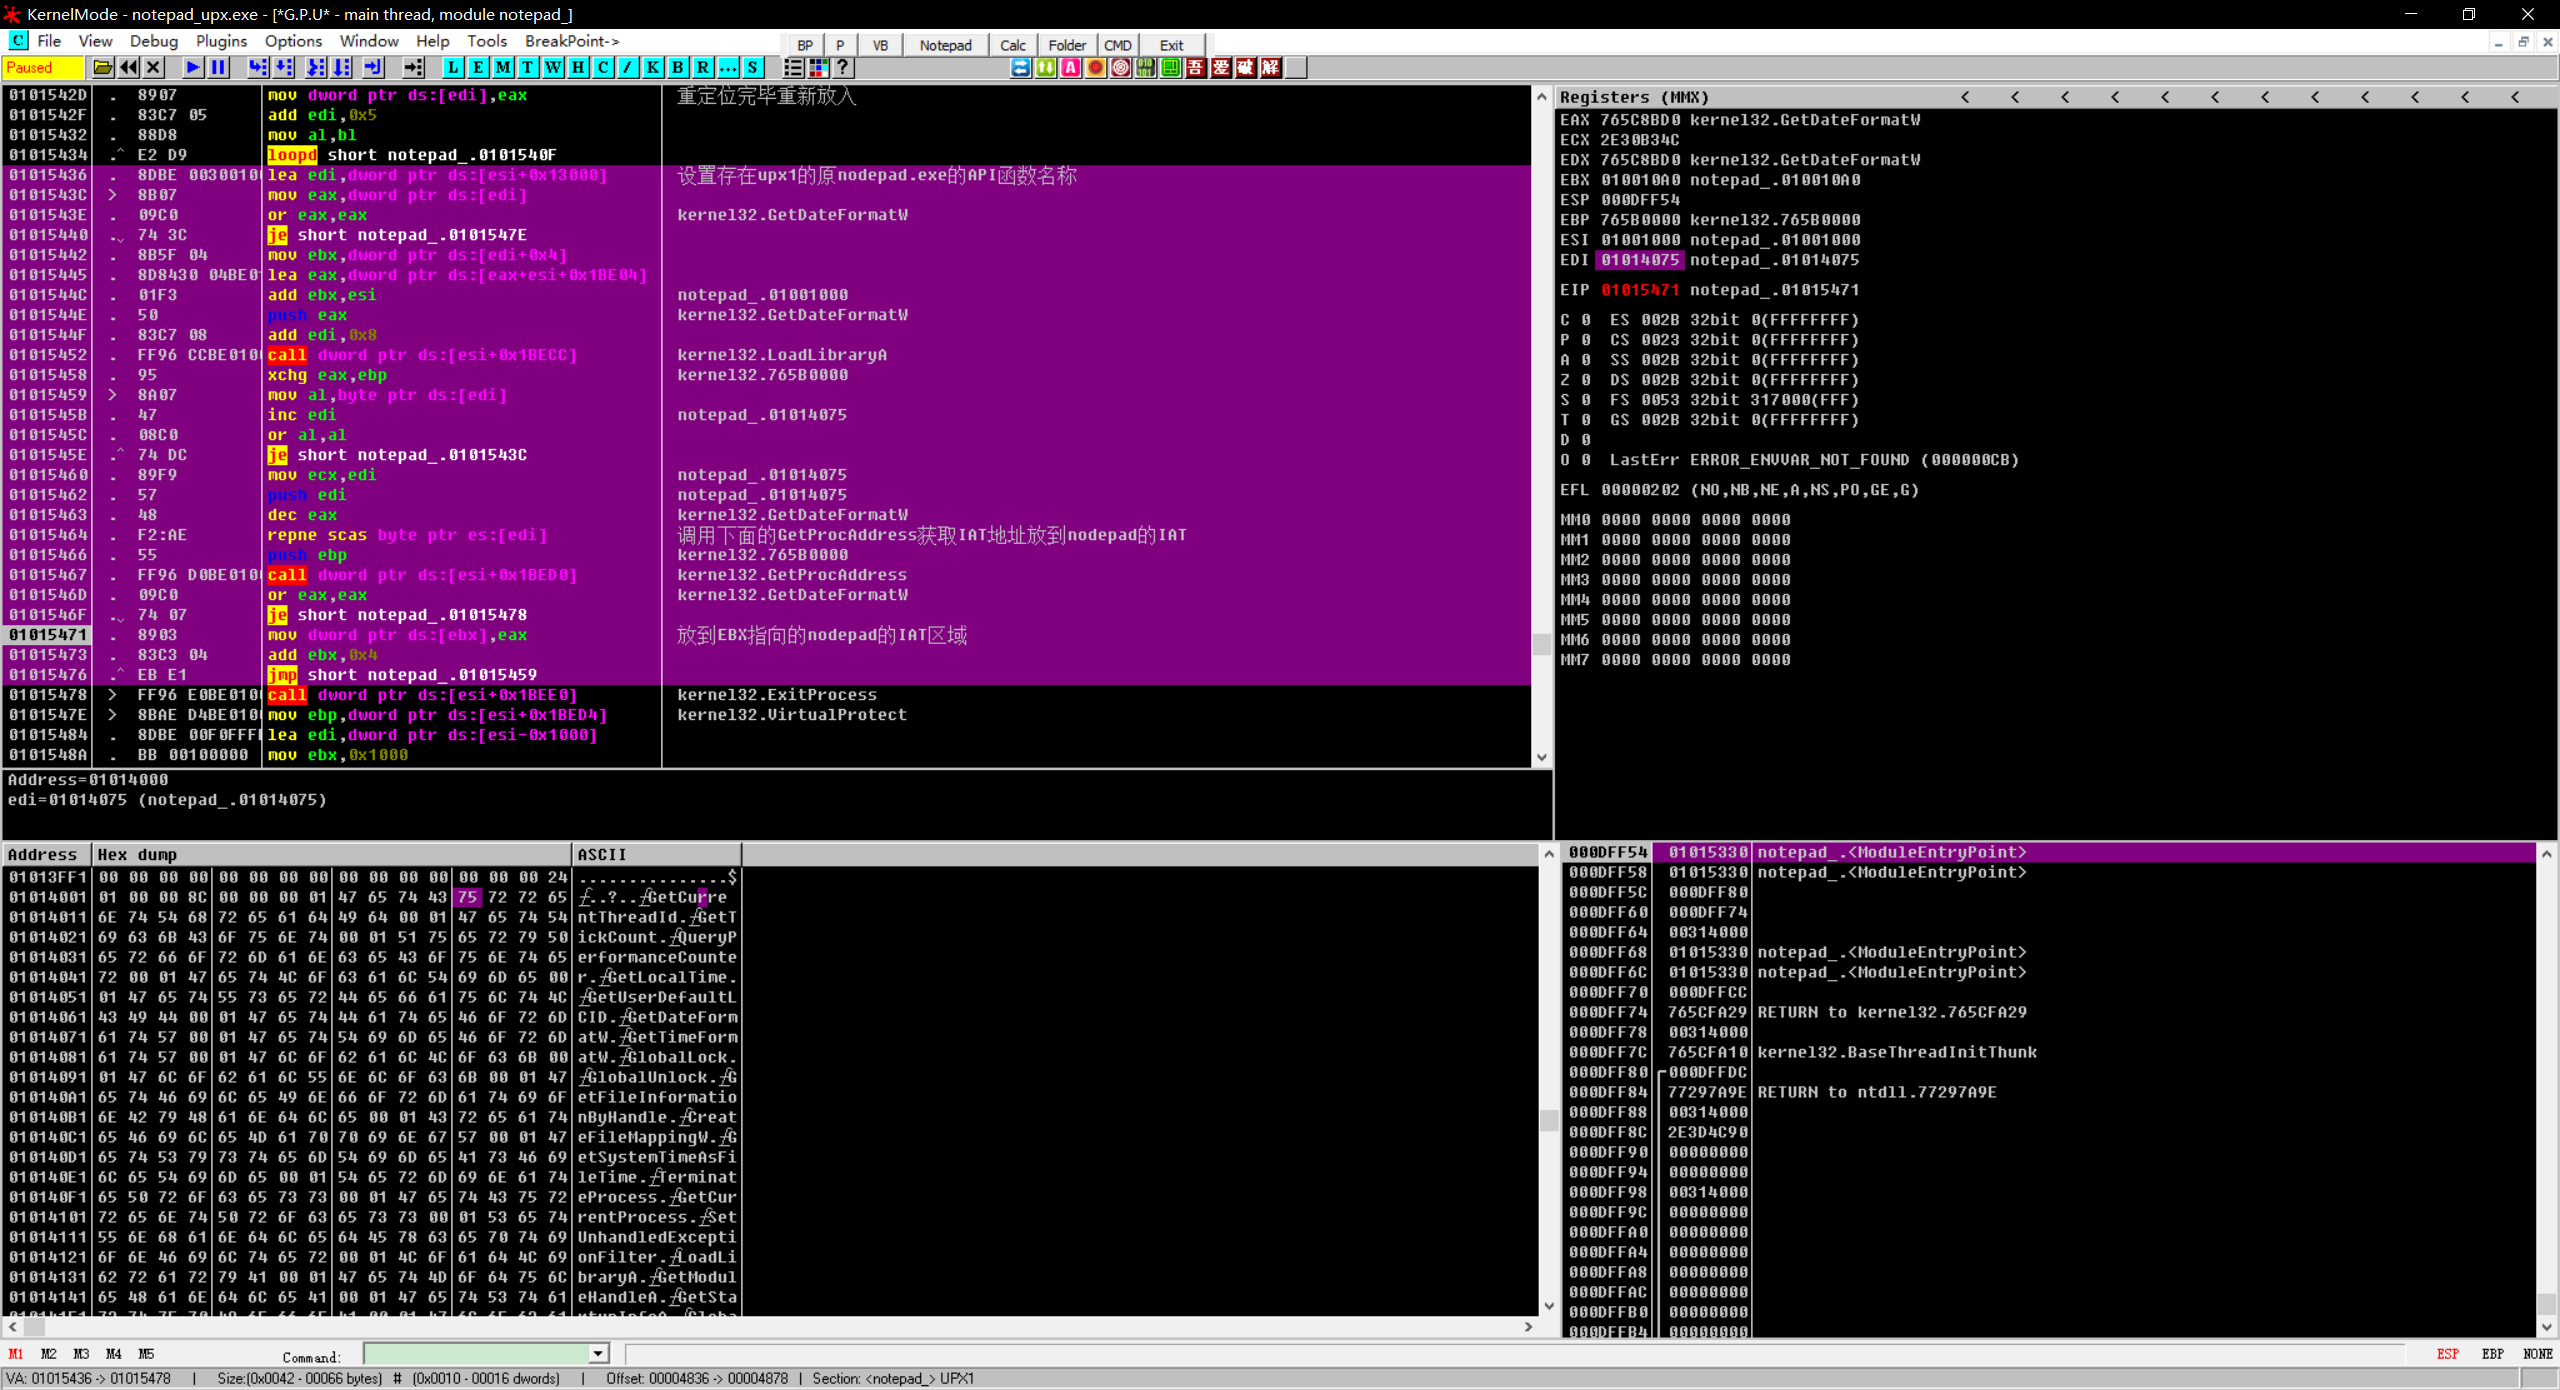 KernelMode - notepad_upx.exe - [*G.P.U* - main thread, module notepad_]
C File View Debug Plugins Options Window Help Tools BreakPoint->
BP P VB Notepad Calc Folder CMD Exit
Paused
L E M T W H C / K B R ... S ?
A 吾 爱 破 解
0101542D . 8907 mov dword ptr ds:[edi],eax 重定位完毕重新放入
0101542F . 83C7 05 add edi,0x5
01015432 . 88D8 mov al,bl
01015434 .^ E2 D9 loopd short notepad_.0101540F
01015436 . 8DBE 00300100 lea edi,dword ptr ds:[esi+0x13000] 设置存在upx1的原nodepad.exe的API函数名称
0101543C > 8B07 mov eax,dword ptr ds:[edi]
0101543E . 09C0 or eax,eax kernel32.GetDateFormatW
01015440 .v 74 3C je short notepad_.0101547E
01015442 . 8B5F 04 mov ebx,dword ptr ds:[edi+0x4]
01015445 . 8D8430 04BE01 lea eax,dword ptr ds:[eax+esi+0x1BE04]
0101544C . 01F3 add ebx,esi notepad_.01001000
0101544E . 50 push eax kernel32.GetDateFormatW
0101544F . 83C7 08 add edi,0x8
01015452 . FF96 CCBE0100 call dword ptr ds:[esi+0x1BECC] kernel32.LoadLibraryA
01015458 . 95 xchg eax,ebp kernel32.765B0000
01015459 > 8A07 mov al,byte ptr ds:[edi]
0101545B . 47 inc edi notepad_.01014075
0101545C . 08C0 or al,al
0101545E .^ 74 DC je short notepad_.0101543C
01015460 . 89F9 mov ecx,edi notepad_.01014075
01015462 . 57 push edi notepad_.01014075
01015463 . 48 dec eax kernel32.GetDateFormatW
01015464 . F2:AE repne scas byte ptr es:[edi] 调用下面的GetProcAddress获取IAT地址放到nodepad的IAT
01015466 . 55 push ebp kernel32.765B0000
01015467 . FF96 D0BE0100 call dword ptr ds:[esi+0x1BED0] kernel32.GetProcAddress
0101546D . 09C0 or eax,eax kernel32.GetDateFormatW
0101546F .v 74 07 je short notepad_.01015478
01015471 . 8903 mov dword ptr ds:[ebx],eax 放到EBX指向的nodepad的IAT区域
01015473 . 83C3 04 add ebx,0x4
01015476 .^ EB E1 jmp short notepad_.01015459
01015478 > FF96 E0BE0100 call dword ptr ds:[esi+0x1BEE0] kernel32.ExitProcess
0101547E > 8BAE D4BE0100 mov ebp,dword ptr ds:[esi+0x1BED4] kernel32.VirtualProtect
01015484 . 8DBE 00F0FFFF lea edi,dword ptr ds:[esi-0x1000]
0101548A . BB 00100000 mov ebx,0x1000
Address=01014000
edi=01014075 (notepad_.01014075)
Registers (MMX) < < < < < < < < < < < <
EAX 765C8BD0 kernel32.GetDateFormatW
ECX 2E30B34C
EDX 765C8BD0 kernel32.GetDateFormatW
EBX 010010A0 notepad_.010010A0
ESP 000DFF54
EBP 765B0000 kernel32.765B0000
ESI 01001000 notepad_.01001000
EDI 01014075 notepad_.01014075
EIP 01015471 notepad_.01015471
C 0 ES 002B 32bit 0(FFFFFFFF)
P 0 CS 0023 32bit 0(FFFFFFFF)
A 0 SS 002B 32bit 0(FFFFFFFF)
Z 0 DS 002B 32bit 0(FFFFFFFF)
S 0 FS 0053 32bit 317000(FFF)
T 0 GS 002B 32bit 0(FFFFFFFF)
D 0
O 0 LastErr ERROR_ENVVAR_NOT_FOUND (000000CB)
EFL 00000202 (NO,NB,NE,A,NS,PO,GE,G)
MM0 0000 0000 0000 0000
MM1 0000 0000 0000 0000
MM2 0000 0000 0000 0000
MM3 0000 0000 0000 0000
MM4 0000 0000 0000 0000
MM5 0000 0000 0000 0000
MM6 0000 0000 0000 0000
MM7 0000 0000 0000 0000
Address Hex dump ASCII
01013FF1 00 00 00 00 00 00 00 00 00 00 00 00 00 00 00 24 ...............$
01014001 01 00 00 8C 00 00 00 01 47 65 74 43 75 72 72 65 ..?..GetCurre
01014011 6E 74 54 68 72 65 61 64 49 64 00 01 47 65 74 54 ntThreadId.GetT
01014021 69 63 6B 43 6F 75 6E 74 00 01 51 75 65 72 79 50 ickCount.QueryP
01014031 65 72 66 6F 72 6D 61 6E 63 65 43 6F 75 6E 74 65 erformanceCounte
01014041 72 00 01 47 65 74 4C 6F 63 61 6C 54 69 6D 65 00 r.GetLocalTime.
01014051 01 47 65 74 55 73 65 72 44 65 66 61 75 6C 74 4C GetUserDefaultL
01014061 43 49 44 00 01 47 65 74 44 61 74 65 46 6F 72 6D CID.GetDateForm
01014071 61 74 57 00 01 47 65 74 54 69 6D 65 46 6F 72 6D atW.GetTimeForm
01014081 61 74 57 00 01 47 6C 6F 62 61 6C 4C 6F 63 6B 00 atW.GlobalLock.
01014091 01 47 6C 6F 62 61 6C 55 6E 6C 6F 63 6B 00 01 47 GlobalUnlock.G
010140A1 65 74 46 69 6C 65 49 6E 66 6F 72 6D 61 74 69 6F etFileInformatio
010140B1 6E 42 79 48 61 6E 64 6C 65 00 01 43 72 65 61 74 nByHandle.Creat
010140C1 65 46 69 6C 65 4D 61 70 70 69 6E 67 57 00 01 47 eFileMappingW.G
010140D1 65 74 53 79 73 74 65 6D 54 69 6D 65 41 73 46 69 etSystemTimeAsFi
010140E1 6C 65 54 69 6D 65 00 01 54 65 72 6D 69 6E 61 74 leTime.Terminat
010140F1 65 50 72 6F 63 65 73 73 00 01 47 65 74 43 75 72 eProcess.GetCur
01014101 72 65 6E 74 50 72 6F 63 65 73 73 00 01 53 65 74 rentProcess.Set
01014111 55 6E 68 61 6E 64 6C 65 64 45 78 63 65 70 74 69 UnhandledExcepti
01014121 6F 6E 46 69 6C 74 65 72 00 01 4C 6F 61 64 4C 69 onFilter.LoadLi
01014131 62 72 61 72 79 41 00 01 47 65 74 4D 6F 64 75 6C braryA.GetModul
01014141 65 48 61 6E 64 6C 65 41 00 01 47 65 74 53 74 61 eHandleA.GetSta
000DFF54 01015330 notepad_.<ModuleEntryPoint>
000DFF58 01015330 notepad_.<ModuleEntryPoint>
000DFF5C 000DFF80
000DFF60 000DFF74
000DFF64 00314000
000DFF68 01015330 notepad_.<ModuleEntryPoint>
000DFF6C 01015330 notepad_.<ModuleEntryPoint>
000DFF70 000DFFCC
000DFF74 765CFA29 RETURN to kernel32.765CFA29
000DFF78 00314000
000DFF7C 765CFA10 kernel32.BaseThreadInitThunk
000DFF80 000DFFDC
000DFF84 77297A9E RETURN to ntdll.77297A9E
000DFF88 00314000
000DFF8C 2E3D4C90
000DFF90 00000000
000DFF94 00000000
000DFF98 00314000
000DFF9C 00000000
000DFFA0 00000000
000DFFA4 00000000
000DFFA8 00000000
000DFFAC 00000000
000DFFB0 00000000
000DFFB4 00000000
M1 M2 M3 M4 M5 Command: ESP EBP NONE
VA: 01015436 -> 01015478 | Size:(0x0042 - 00066 bytes) # (0x0010 - 00016 dwords) | Offset: 00004836 -> 00004878 | Section: <notepad_> UPX1